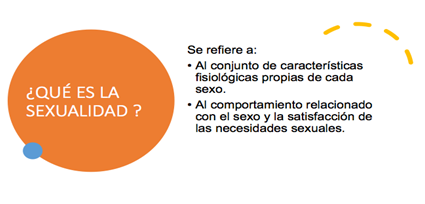 ¿QUÉ ES LA
SEXUALIDAD ?
Se refiere a:
• Al conjunto de características
fisiológicas propias de cada
sexo.
• Al comportamiento relacionado
con el sexo y la satisfacción de
las necesidades sexuales.